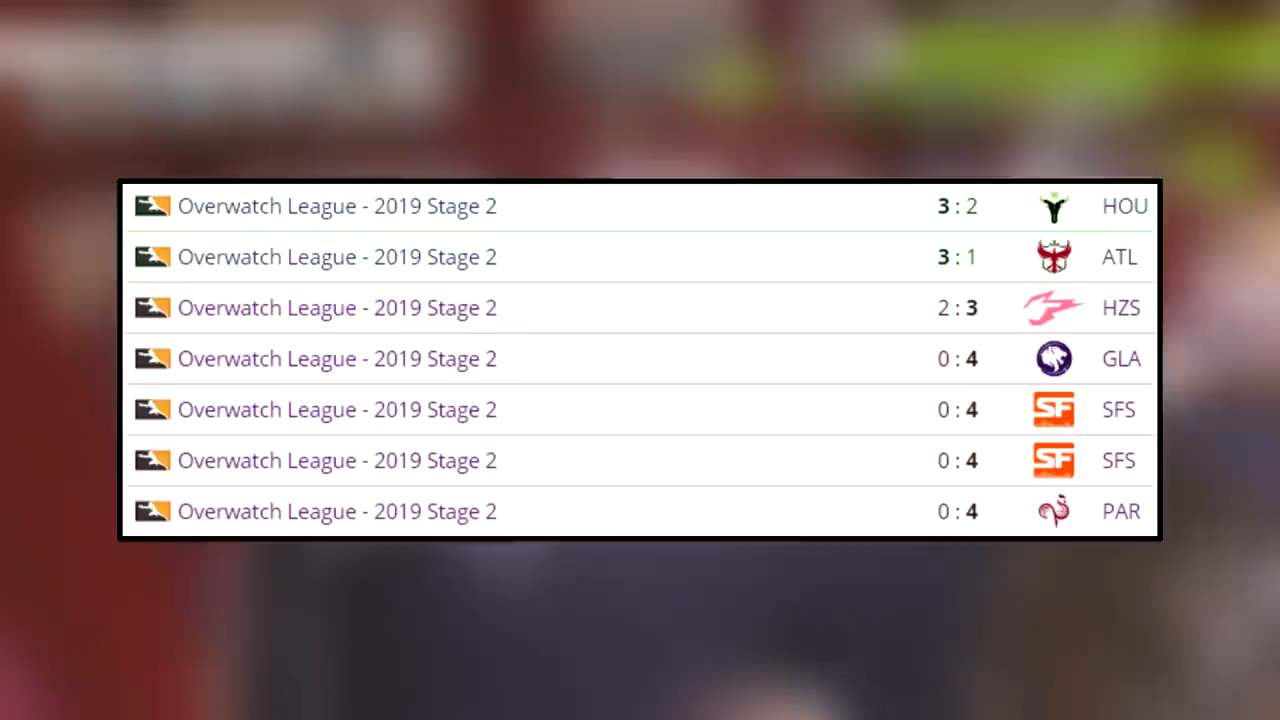 Overwatch League - 2019 Stage 2 3 : 2 HOU
Overwatch League - 2019 Stage 2 3 : 1 ATL
Overwatch League - 2019 Stage 2 2 : 3 HZS
Overwatch League - 2019 Stage 2 0 : 4 GLA
Overwatch League - 2019 Stage 2 0 : 4 SF SFS
Overwatch League - 2019 Stage 2 0 : 4 SF SFS
Overwatch League - 2019 Stage 2 0 : 4 PAR